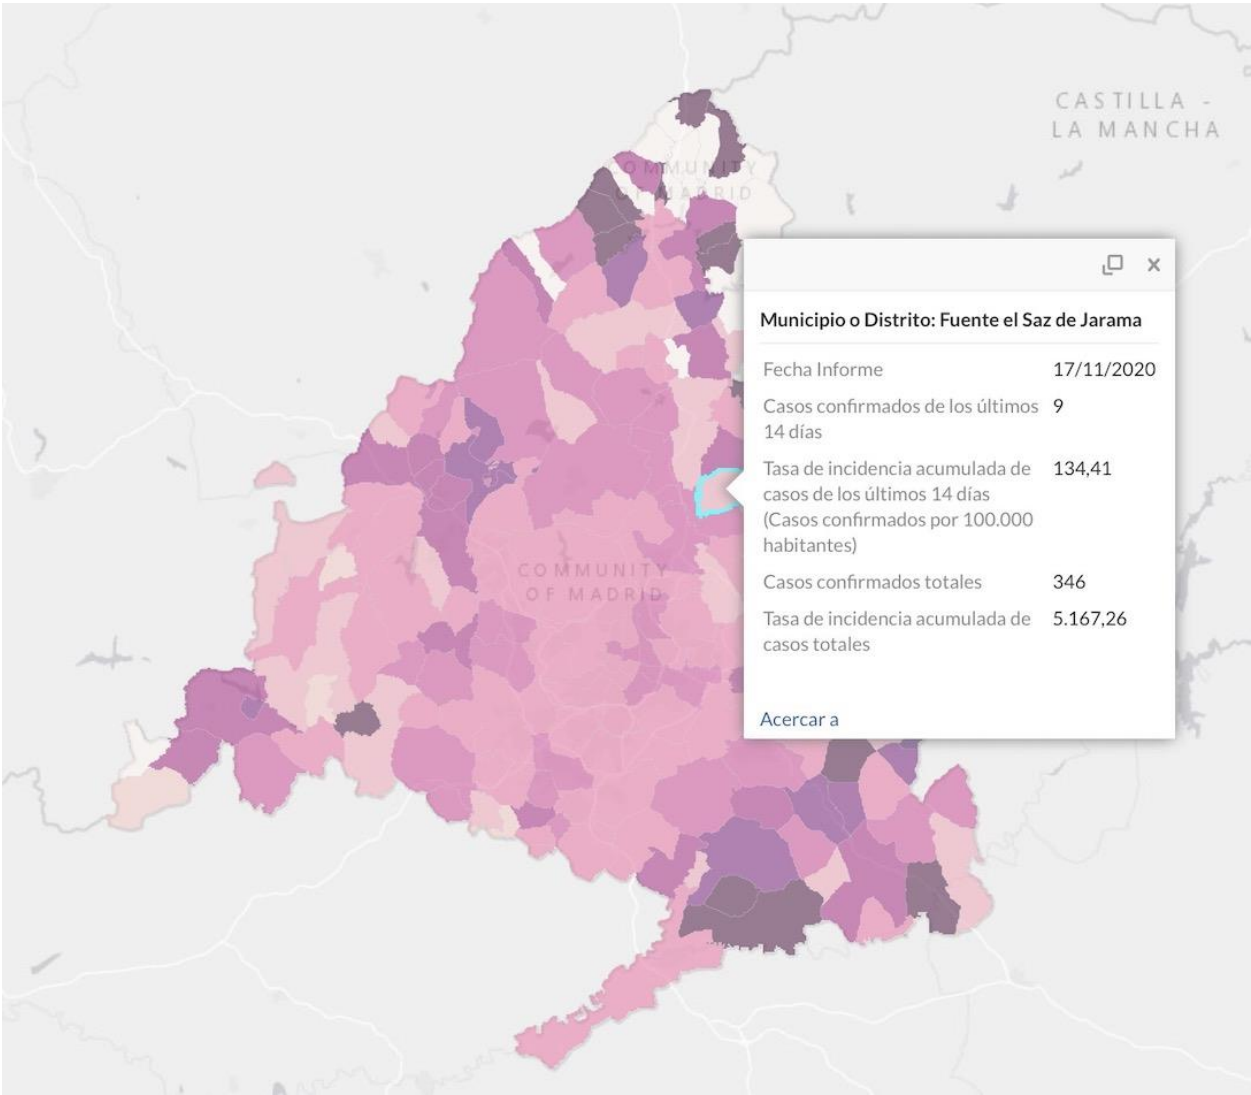 CASTILLA -
LA MANCHA
COMMUNITY
OF MADRID
Municipio o Distrito: Fuente el Saz de Jarama
Fecha Informe 17/11/2020
Casos confirmados de los últimos 9
14 días
Tasa de incidencia acumulada de 134,41
casos de los últimos 14 días
(Casos confirmados por 100.000
habitantes)
Casos confirmados totales 346
Tasa de incidencia acumulada de 5.167,26
casos totales
Acercar a
COMMUNITY
OF MADRID